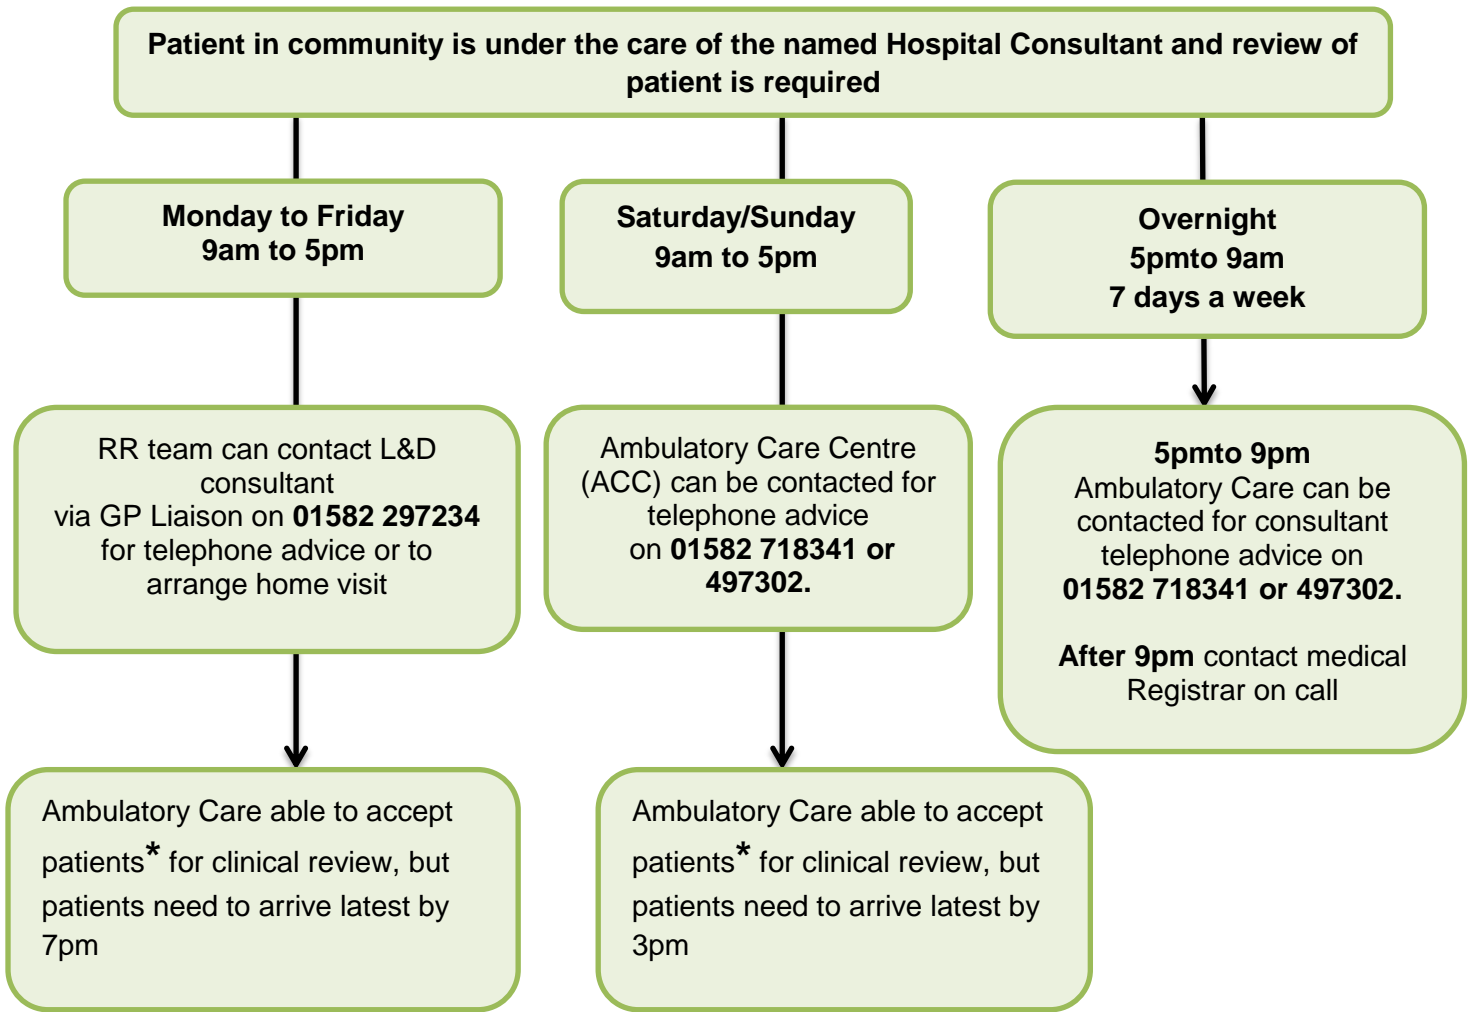 Patient in community is under the care of the named Hospital Consultant and review of
patient is required
Monday to Friday
9am to 5pm
Saturday/Sunday
9am to 5pm
Overnight
5pmto 9am
7 days a week
RR team can contact L&D
consultant
via GP Liaison on 01582 297234
for telephone advice or to
arrange home visit
Ambulatory Care Centre
(ACC) can be contacted for
telephone advice
on 01582 718341 or
497302.
5pmto 9pm
Ambulatory Care can be
contacted for consultant
telephone advice on
01582 718341 or 497302.
After 9pm contact medical
Registrar on call
Ambulatory Care able to accept
patients* for clinical review, but
patients need to arrive latest by
7pm
Ambulatory Care able to accept
patients* for clinical review, but
patients need to arrive latest by
3pm